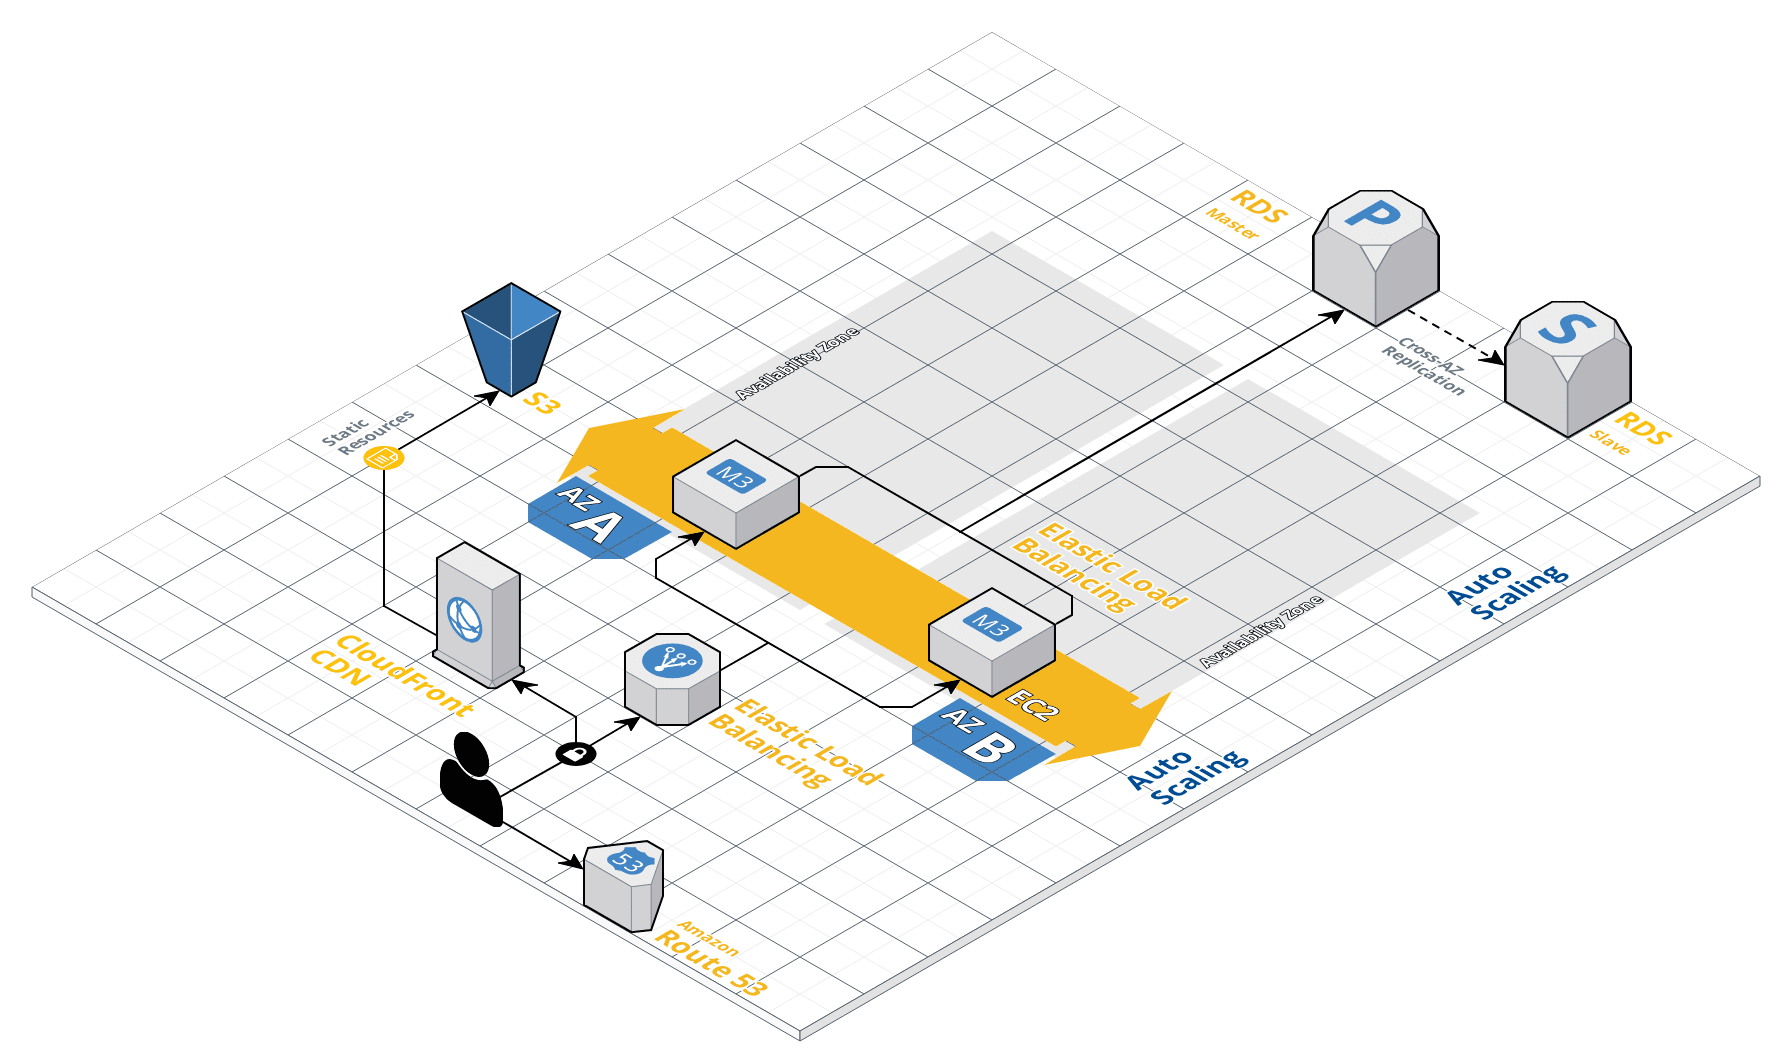 RDS
Master
P
S
Cross-AZ
Replication
RDS
Slave
Availability Zone
S3
Static
Resources
M3
AZ
A
Elastic Load
Balancing
Auto
Scaling
Availability Zone
M3
EC2
AZ
B
CloudFront
CDN
Elastic Load
Balancing
Auto
Scaling
53
Amazon
Route 53